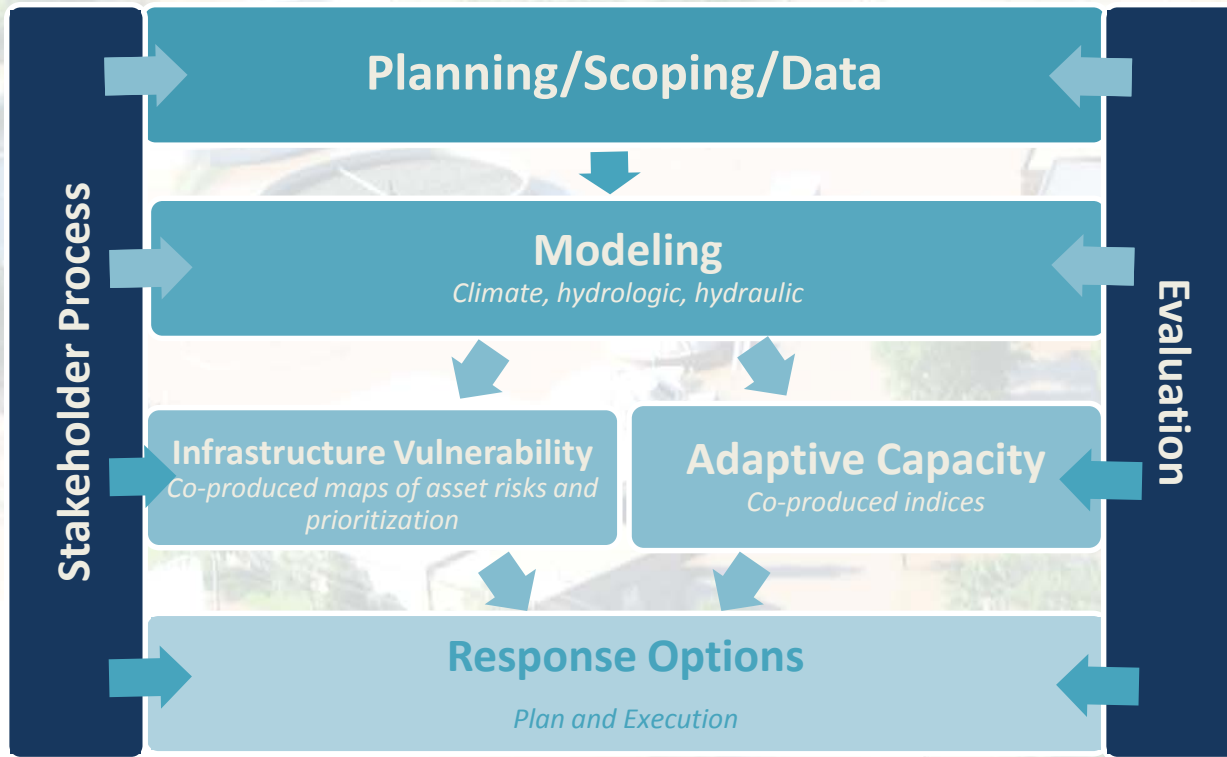 Stakeholder Process
Planning/Scoping/Data
Modeling
Climate, hydrologic, hydraulic
Infrastructure Vulnerability
Co-produced maps of asset risks and
prioritization
Adaptive Capacity
Co-produced indices
Response Options
Plan and Execution
Evaluation